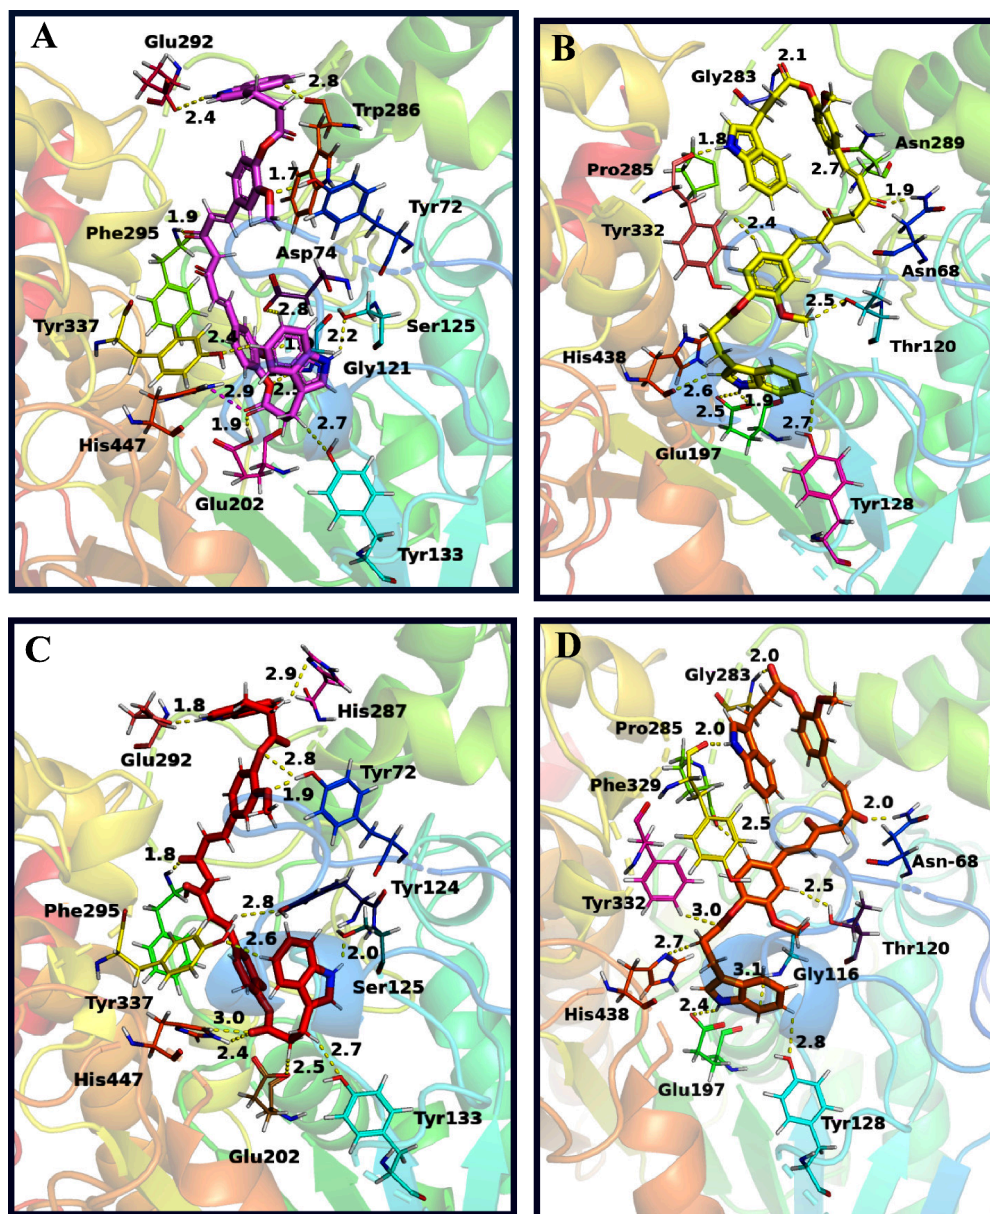 A
Glu292
2.8
2.4
Trp286
1.7
1.9
Phe295
Tyr72
Asp74
2.8
Tyr337
2.4
2.2
Ser125
Gly121
2.9
1.9
2.7
His447
Glu202
Tyr133
B
2.1
Gly283
1.8
Asn289
Pro285
2.7
1.9
2.4
Tyr332
Asn68
2.5
Thr120
His438
2.6
1.9
2.5
2.7
Glu197
Tyr128
C
2.9
1.8
His287
Glu292
2.8
Tyr72
1.9
1.8
Tyr124
Phe295
2.8
2.6
2.0
Ser125
Tyr337
3.0
2.4
2.7
2.5
His447
Tyr133
Glu202
D
2.0
Gly283
Pro285
2.0
Phe329
2.5
2.0
Asn-68
2.5
Tyr332
3.0
Thr120
2.7
Gly116
3.1
His438
2.4
2.8
Glu197
Tyr128